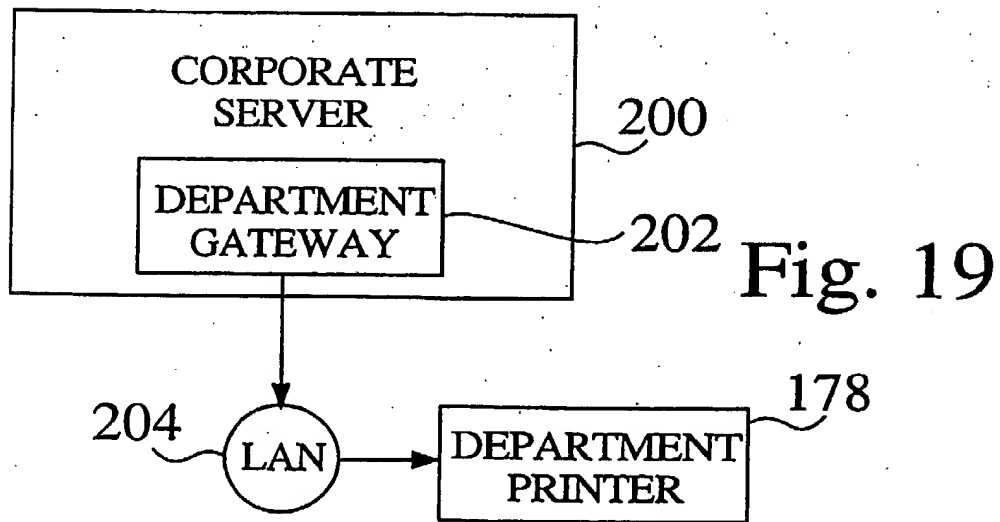 CORPORATE
SERVER
200
DEPARTMENT
GATEWAY
202
Fig. 19
204
LAN
178
DEPARTMENT
PRINTER